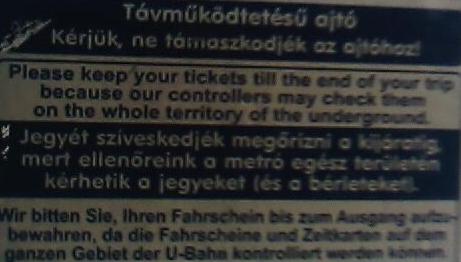 Távműködtetésű ajtó
Kérjük, ne támaszkodjék az ajtóhoz!
Please keep your tickets till the end of your trip
because our controllers may check them
on the whole territory of the underground.
Jegyét szíveskedjék megőrizni a kijáratig,
mert ellenőreink a metró egész területén
kérhetik a jegyeket (és a bérleteket).
Wir bitten Sie, Ihren Fahrschein bis zum Ausgang aufzu-
bewahren, da die Fahrscheine und Zeitkarten auf dem
ganzen Gebiet der U-Bahn kontrolliert werden können.